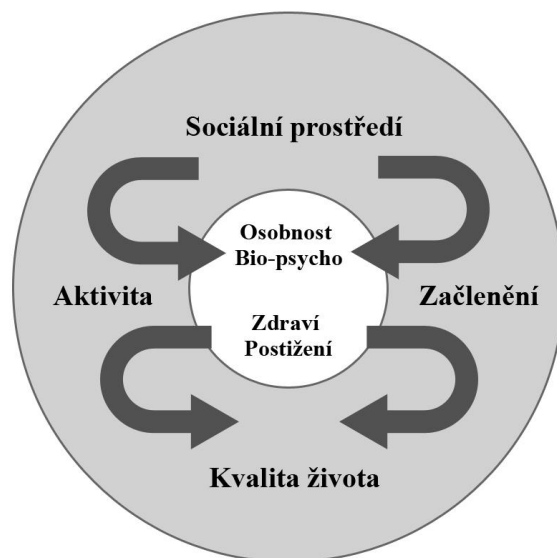 Sociální prostředí
Osobnost
Bio-psycho
Aktivita
Začlenění
Zdraví
Postižení
Kvalita života